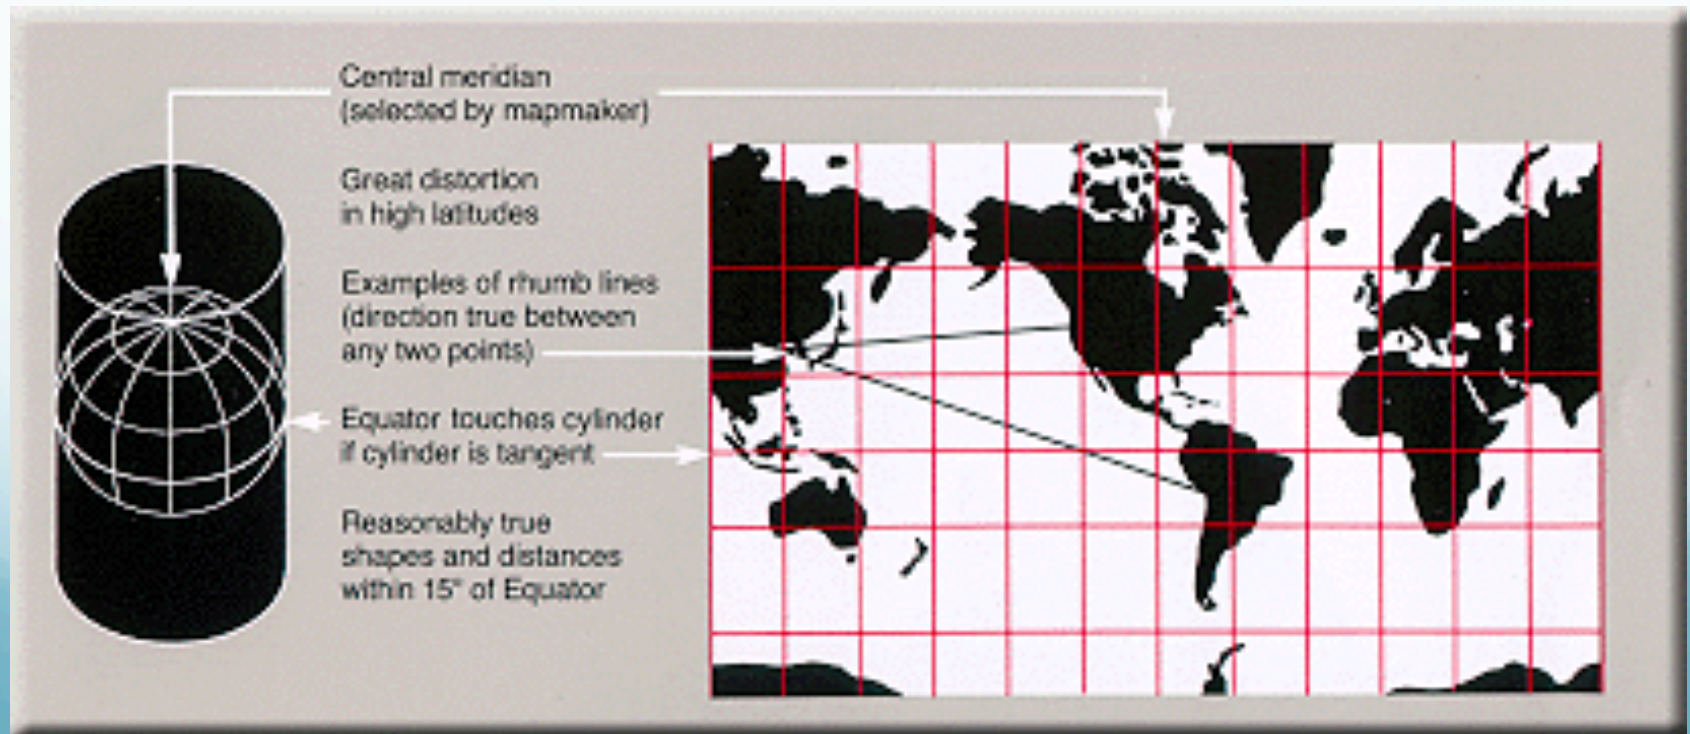 Central meridian
(selected by mapmaker)
Great distortion
in high latitudes
Examples of rhumb lines
(direction true between
any two points)
Equator touches cylinder
if cylinder is tangent
Reasonably true
shapes and distances
within 15° of Equator